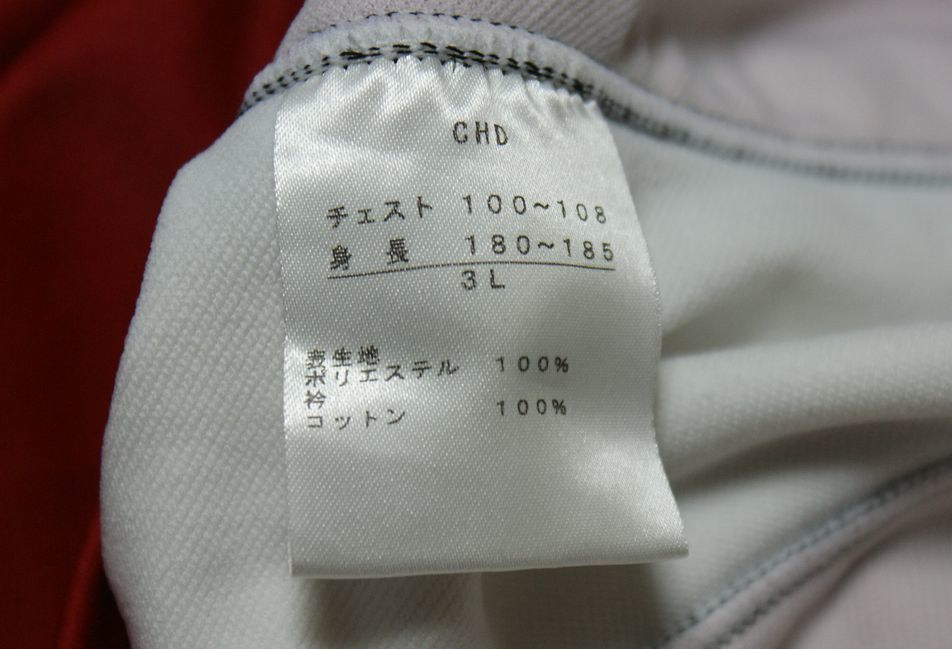 CHD
チェスト 100~108
身長 180~185
3L
表生地
ポリエステル 100%
衿
コットン 100%